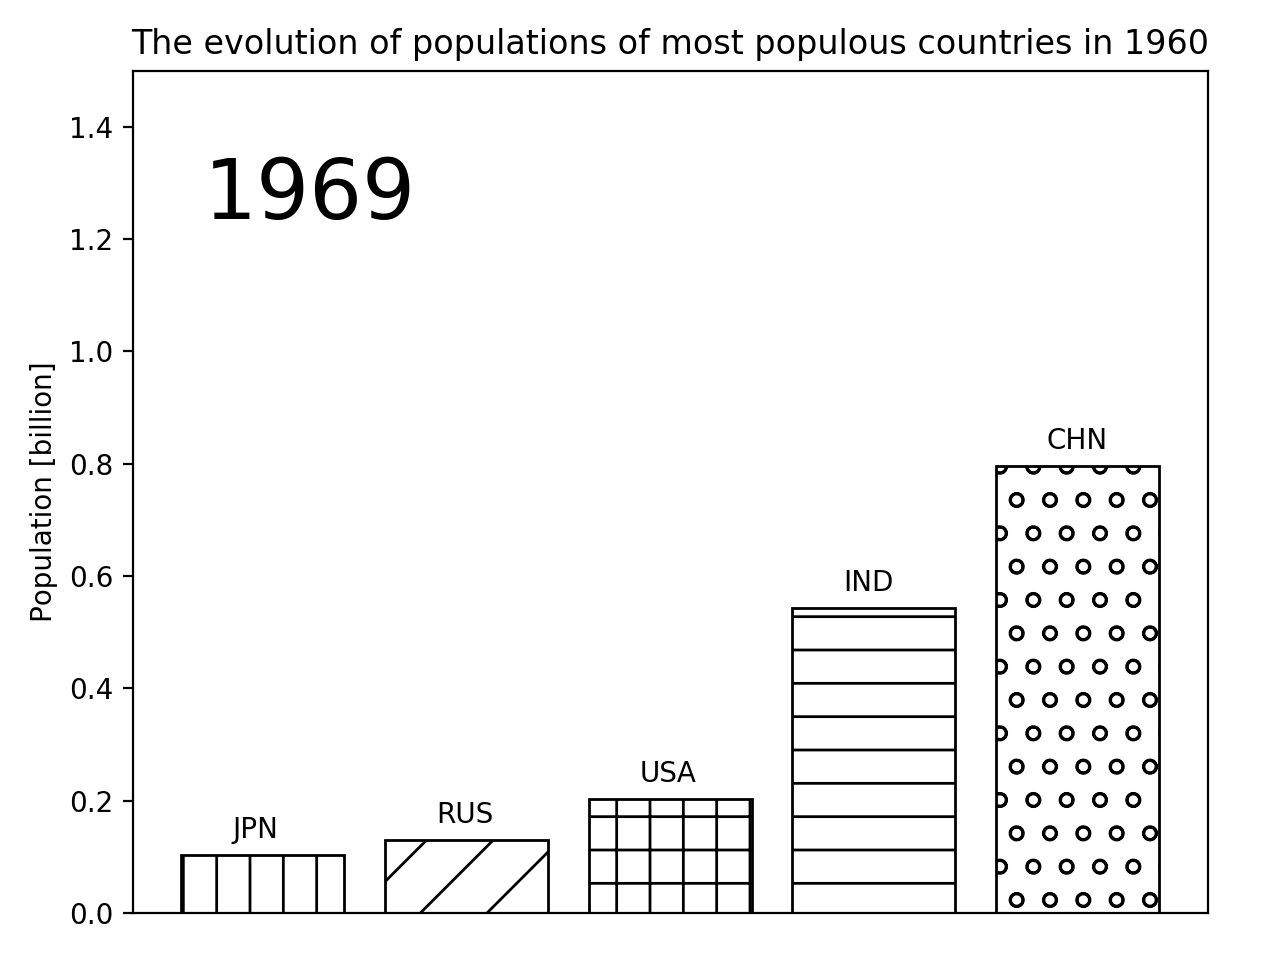 The evolution of populations of most populous countries in 1960
1969
Population [billion]
1.4
1.2
1.0
0.8
0.6
0.4
0.2
0.0
JPN
RUS
USA
IND
CHN